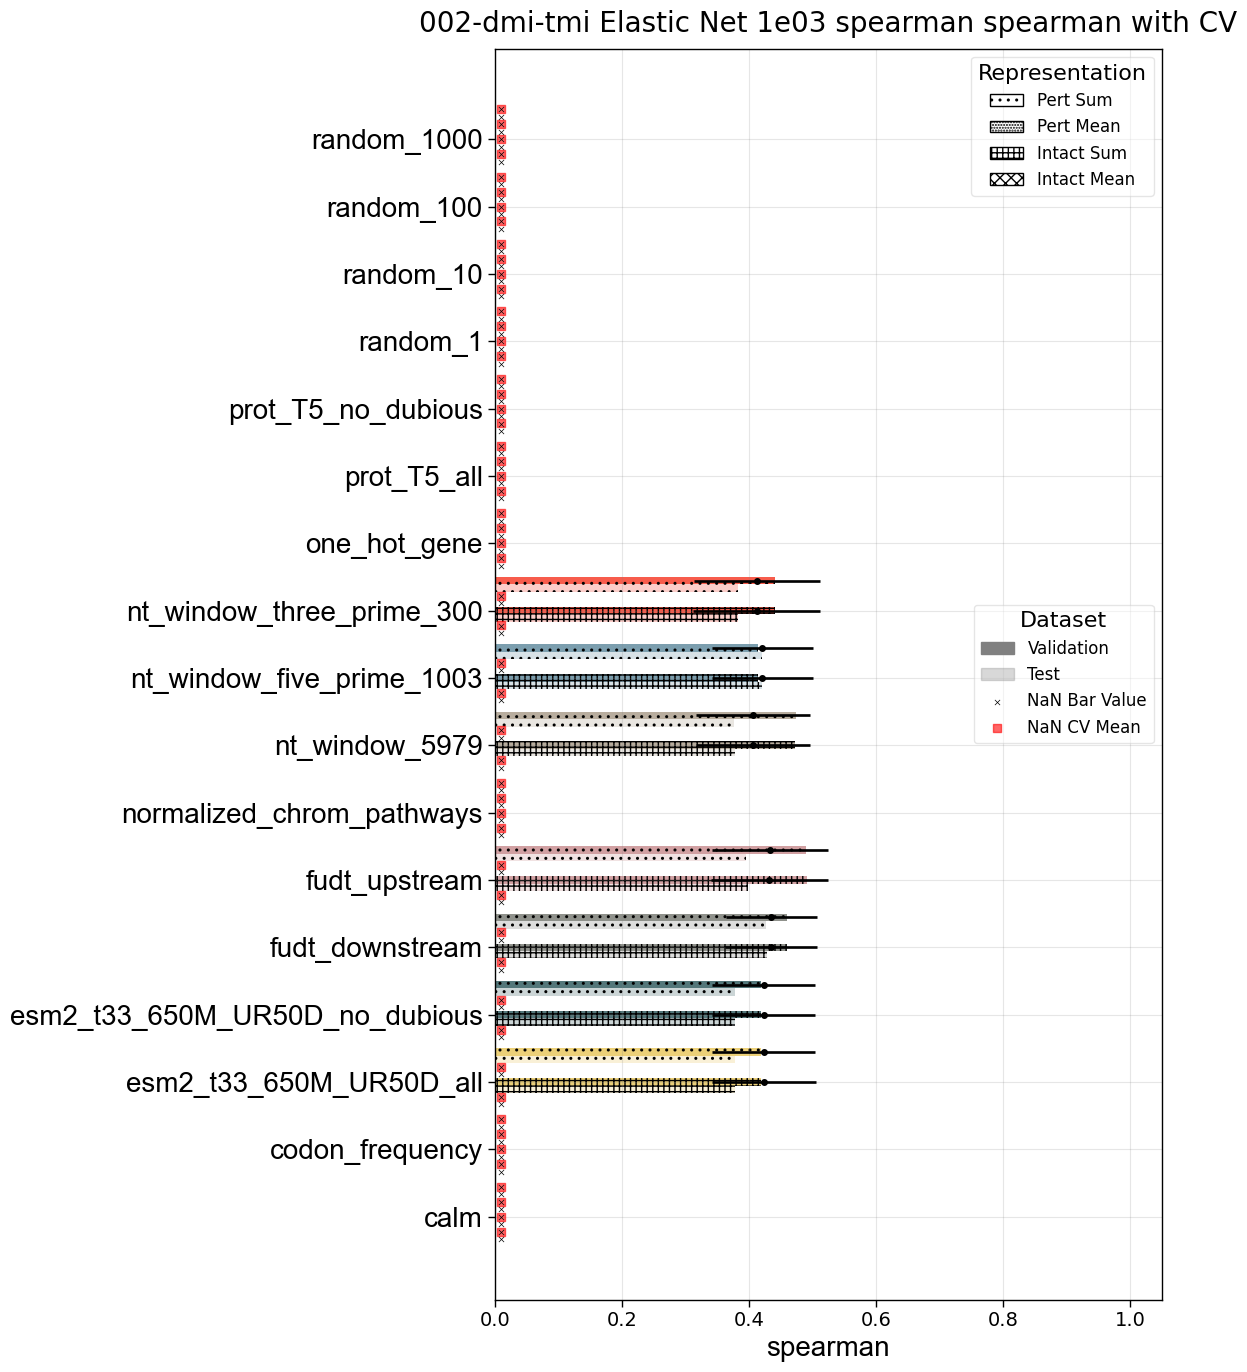 002-dmi-tmi Elastic Net 1e03 spearman spearman with CV
Representation
Pert Sum
Pert Mean
Intact Sum
Intact Mean
random_1000
random_100
random_10
random_1
prot_T5_no_dubious
prot_T5_all
one_hot_gene
nt_window_three_prime_300
nt_window_five_prime_1003
nt_window_5979
normalized_chrom_pathways
fudt_upstream
fudt_downstream
esm2_t33_650M_UR50D_no_dubious
esm2_t33_650M_UR50D_all
codon_frequency
calm
Dataset
Validation
Test
NaN Bar Value
NaN CV Mean
0.0 0.2 0.4 0.6 0.8 1.0
spearman